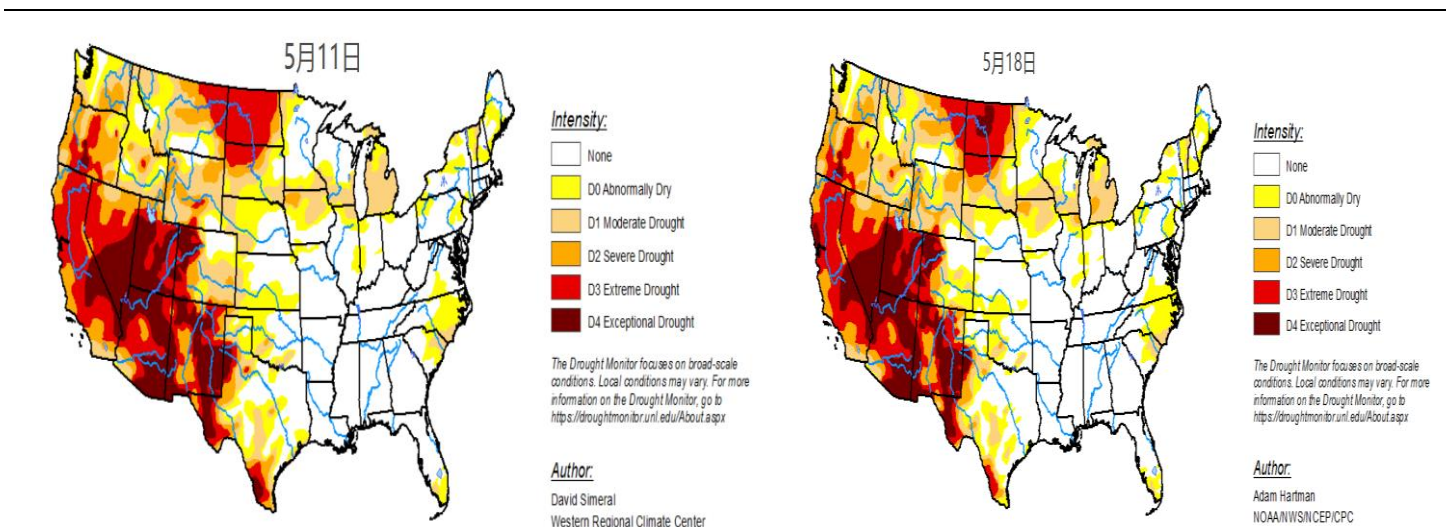 5月11日
Intensity:
None
D0 Abnormally Dry
D1 Moderate Drought
D2 Severe Drought
D3 Extreme Drought
D4 Exceptional Drought
The Drought Monitor focuses on broad-scale
conditions. Local conditions may vary. For more
information on the Drought Monitor, go to
https://droughtmonitor.unl.edu/About.aspx
Author:
David Simeral
Western Regional Climate Center
5月18日
Intensity:
None
D0 Abnormally Dry
D1 Moderate Drought
D2 Severe Drought
D3 Extreme Drought
D4 Exceptional Drought
The Drought Monitor focuses on broad-scale
conditions. Local conditions may vary. For more
information on the Drought Monitor, go to
https://droughtmonitor.unl.edu/About.aspx
Author:
Adam Hartman
NOAA/NWS/NCEP/CPC